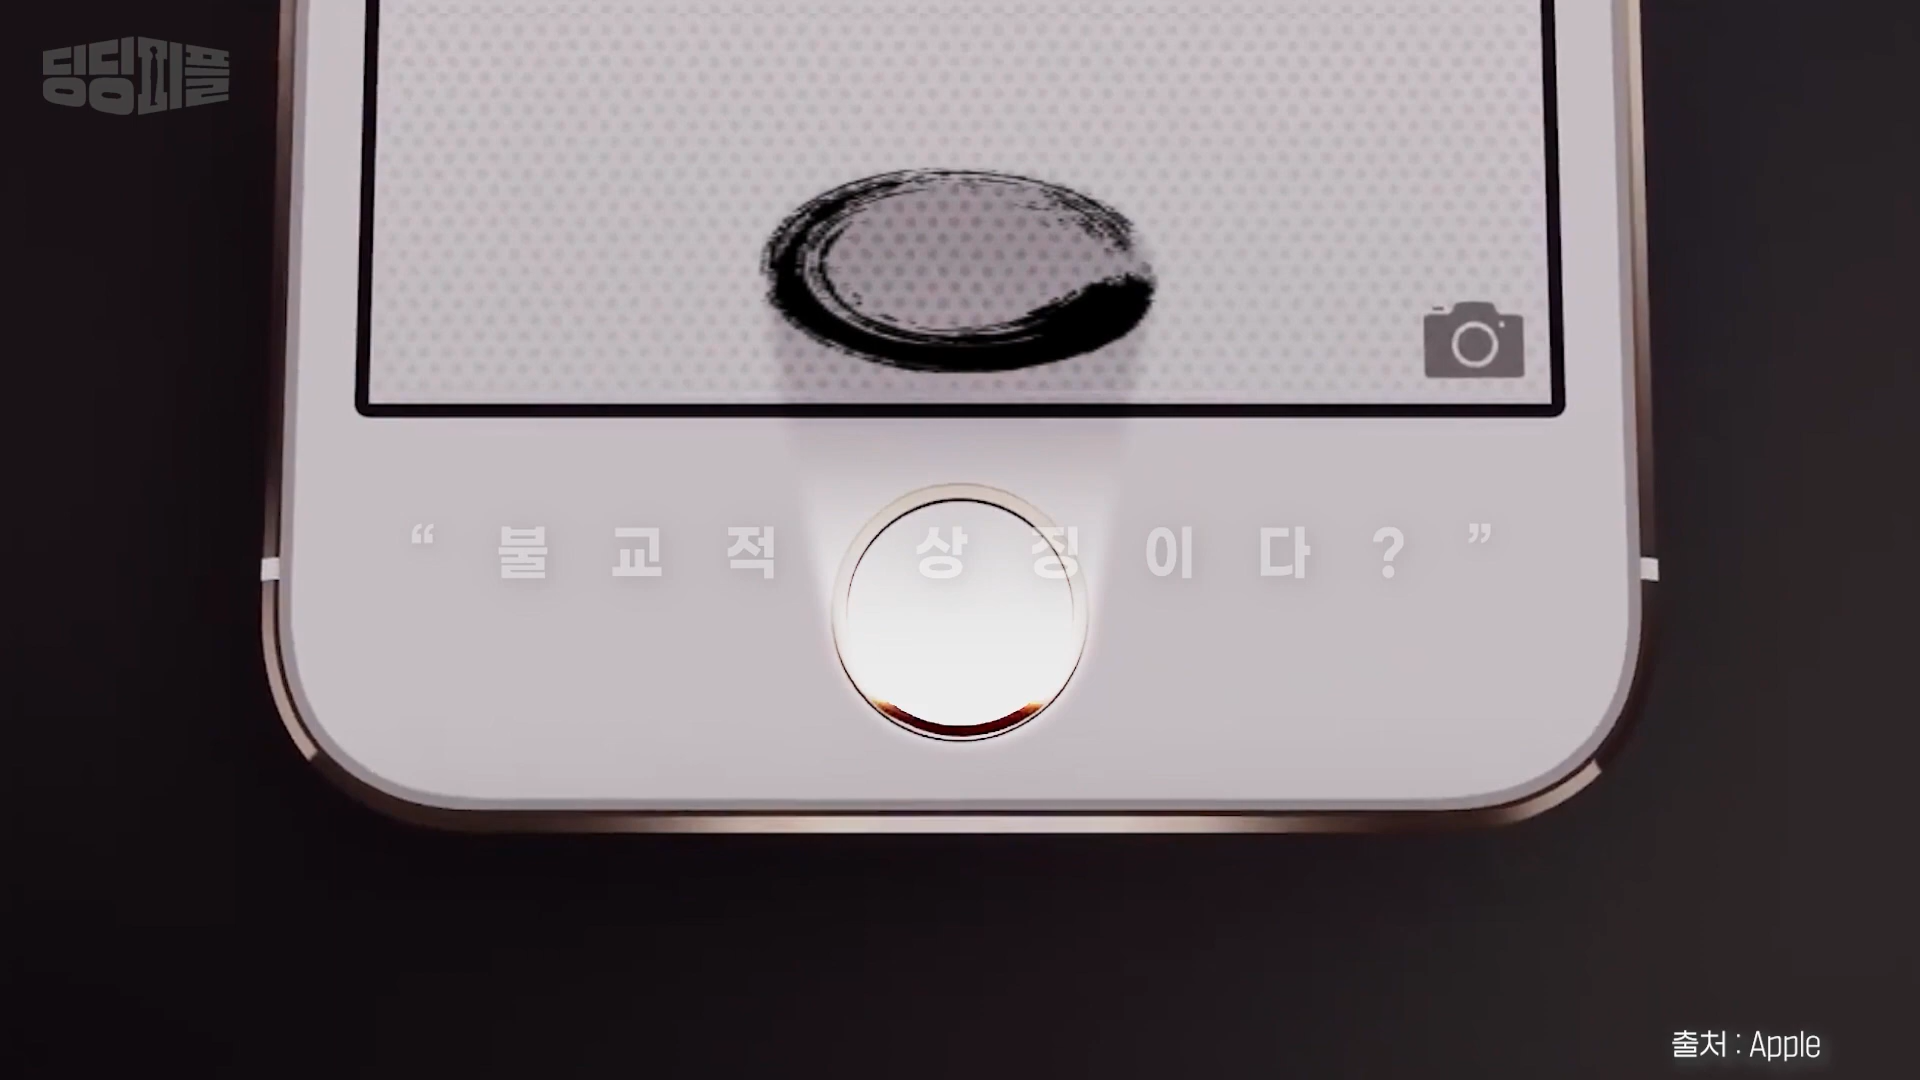 딩딩피플
“ 불 교 적 상 징 이 다 ? ”
출처 : Apple